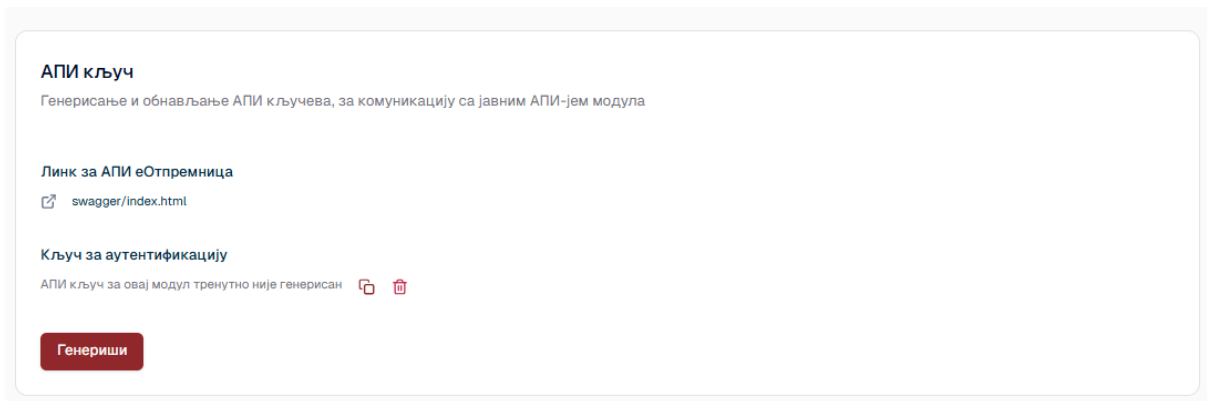 АПИ кључ
Генерисање и обнављање АПИ кључева, за комуникацију са јавним АПИ-јем модула
Линк за АПИ еОтпремница
swagger/index.html
Кључ за аутентификацију
АПИ кључ за овај модул тренутно није генерисан
Генериши